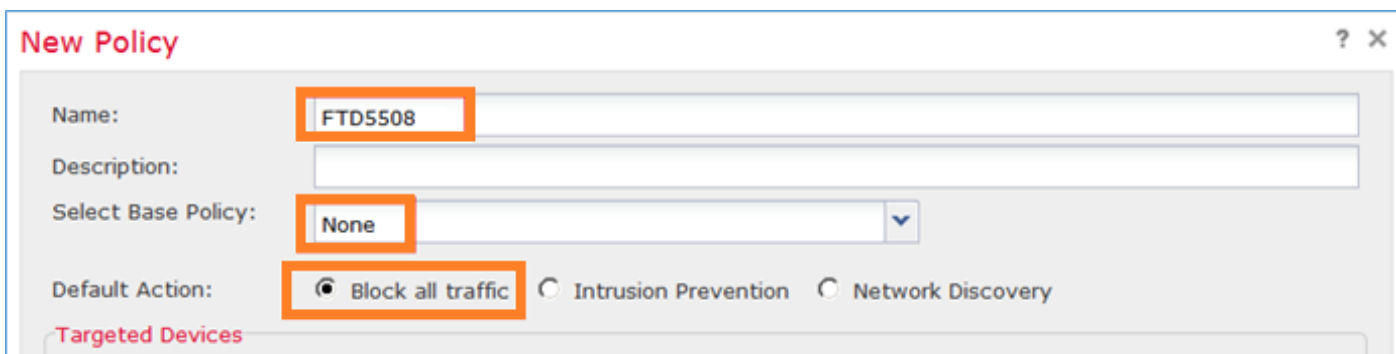 New Policy ? ×
Name: FTD5508
Description:
Select Base Policy: None
Default Action: Block all traffic Intrusion Prevention Network Discovery
Targeted Devices